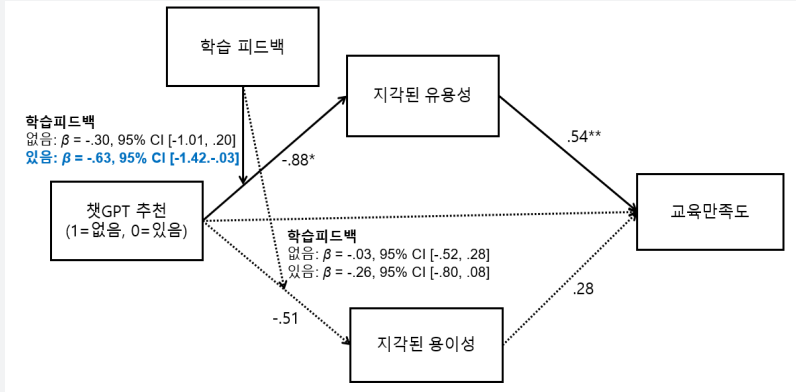 학습 피드백
지각된 유용성
학습피드백
없음: β = -.30, 95% CI [-1.01, .20]
있음: β = -.63, 95% CI [-1.42.-.03]
-.88*
.54**
챗GPT 추천
(1=없음, 0=있음)
교육만족도
학습피드백
없음: β = -.03, 95% CI [-.52, .28]
있음: β = -.26, 95% CI [-.80, .08]
-.51
.28
지각된 용이성